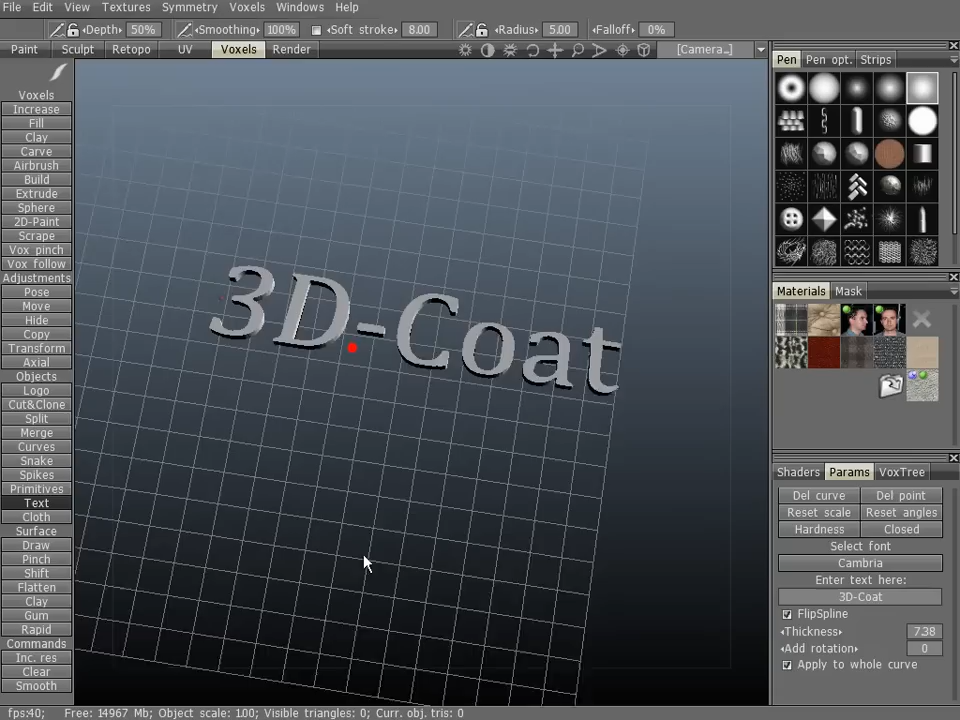 File Edit View Textures Symmetry Voxels Windows Help
Depth: 50% Smoothing: 100% Soft stroke: 8.00 Radius: 5.00 Falloff: 0%
Paint Sculpt Retopo UV Voxels Render [Camera...]
Voxels
Increase
Fill
Clay
Carve
Airbrush
Build
Extrude
Sphere
2D-Paint
Scrape
Vox pinch
Vox follow
Adjustments
Pose
Move
Hide
Copy
Transform
Axial
Objects
Logo
Cut&Clone
Split
Merge
Curves
Snake
Spikes
Primitives
Text
Cloth
Surface
Draw
Pinch
Shift
Flatten
Clay
Gum
Rapid
Commands
Inc. res
Clear
Smooth
3D-Coat
Pen Pen opt. Strips
Materials Mask
Shaders Params VoxTree
Del curve Del point
Reset scale Reset angles
Hardness Closed
Select font
Cambria
Enter text here:
3D-Coat
FlipSpline
Thickness 7.38
Add rotation 0
Apply to whole curve
fps:40; Free: 14967 Mb; Object scale: 1.00; Visible triangles: 0; Curr. obj. tris: 0